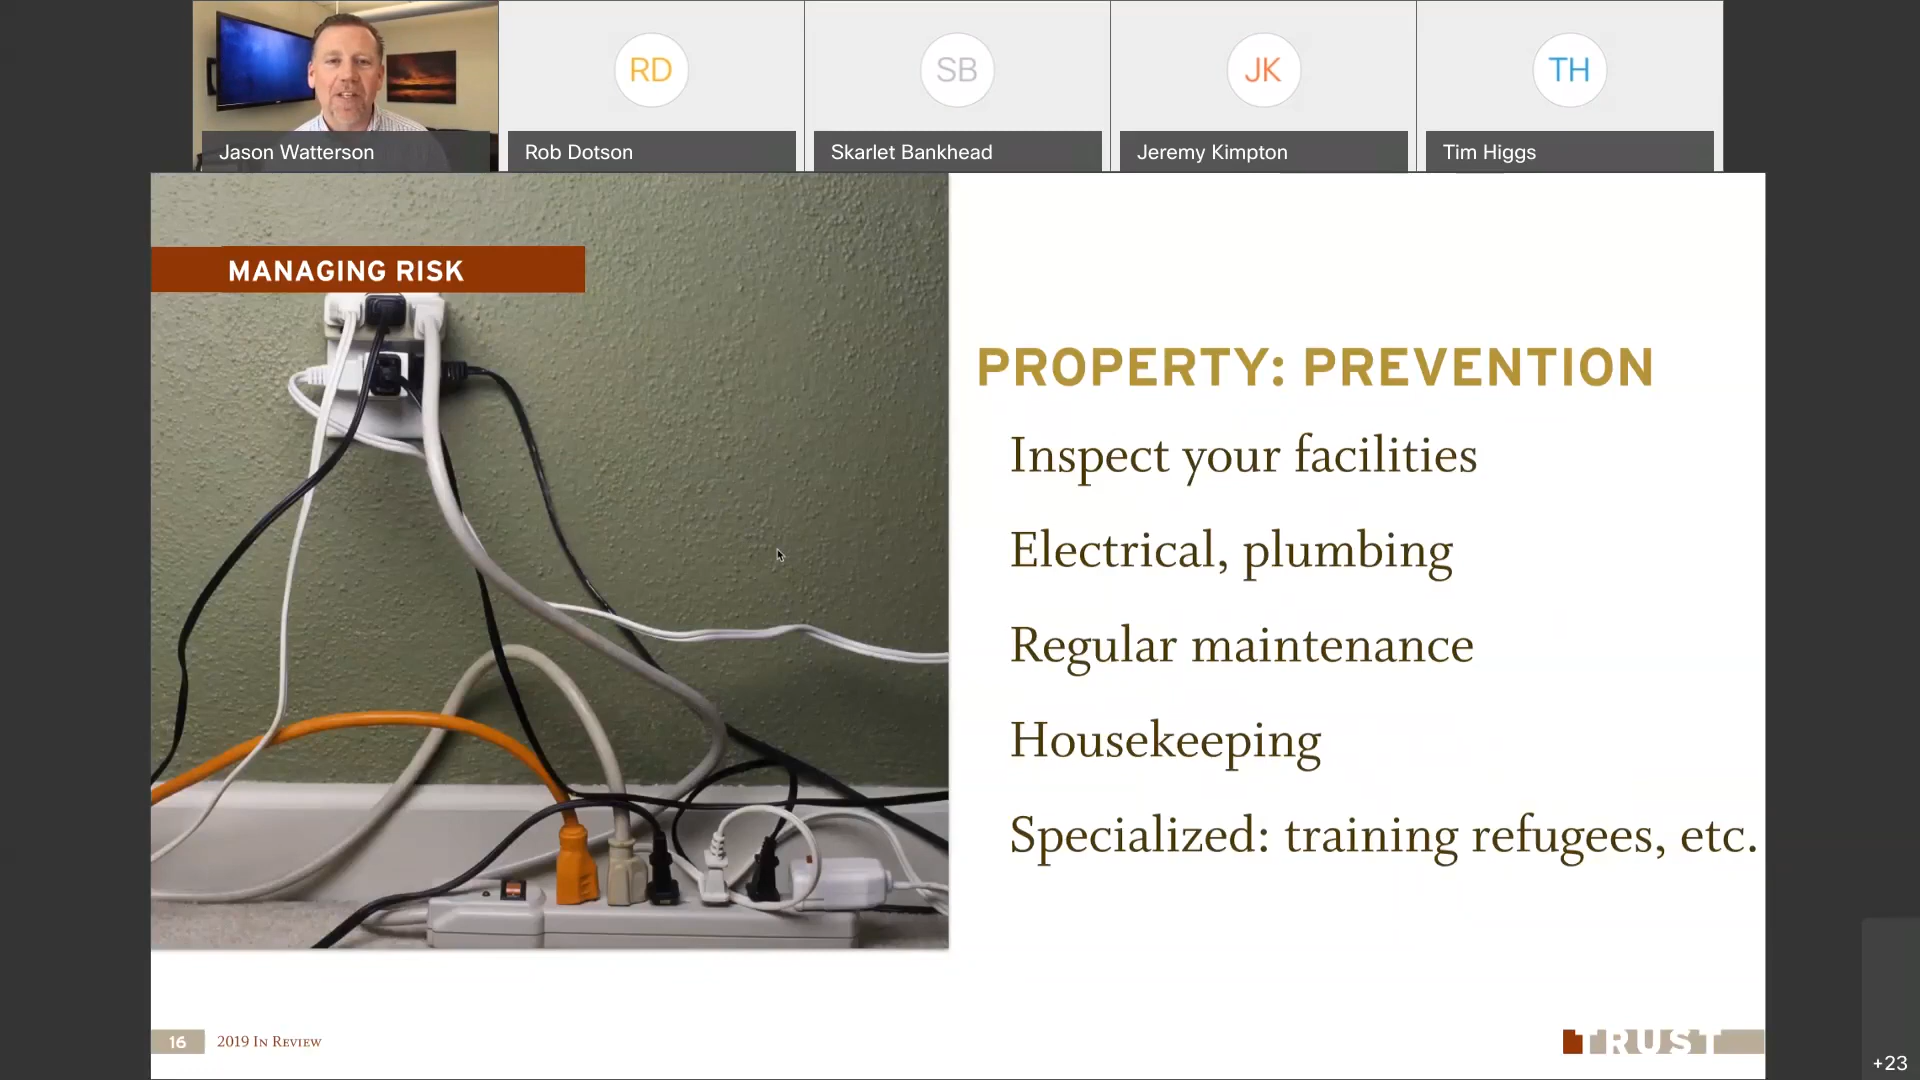 RD
SB
JK
TH
Jason Watterson
Rob Dotson
Skarlet Bankhead
Jeremy Kimpton
Tim Higgs
MANAGING RISK
PROPERTY: PREVENTION
Inspect your facilities
Electrical, plumbing
Regular maintenance
Housekeeping
Specialized: training refugees, etc.
16
2019 In Review
TRUST
+23